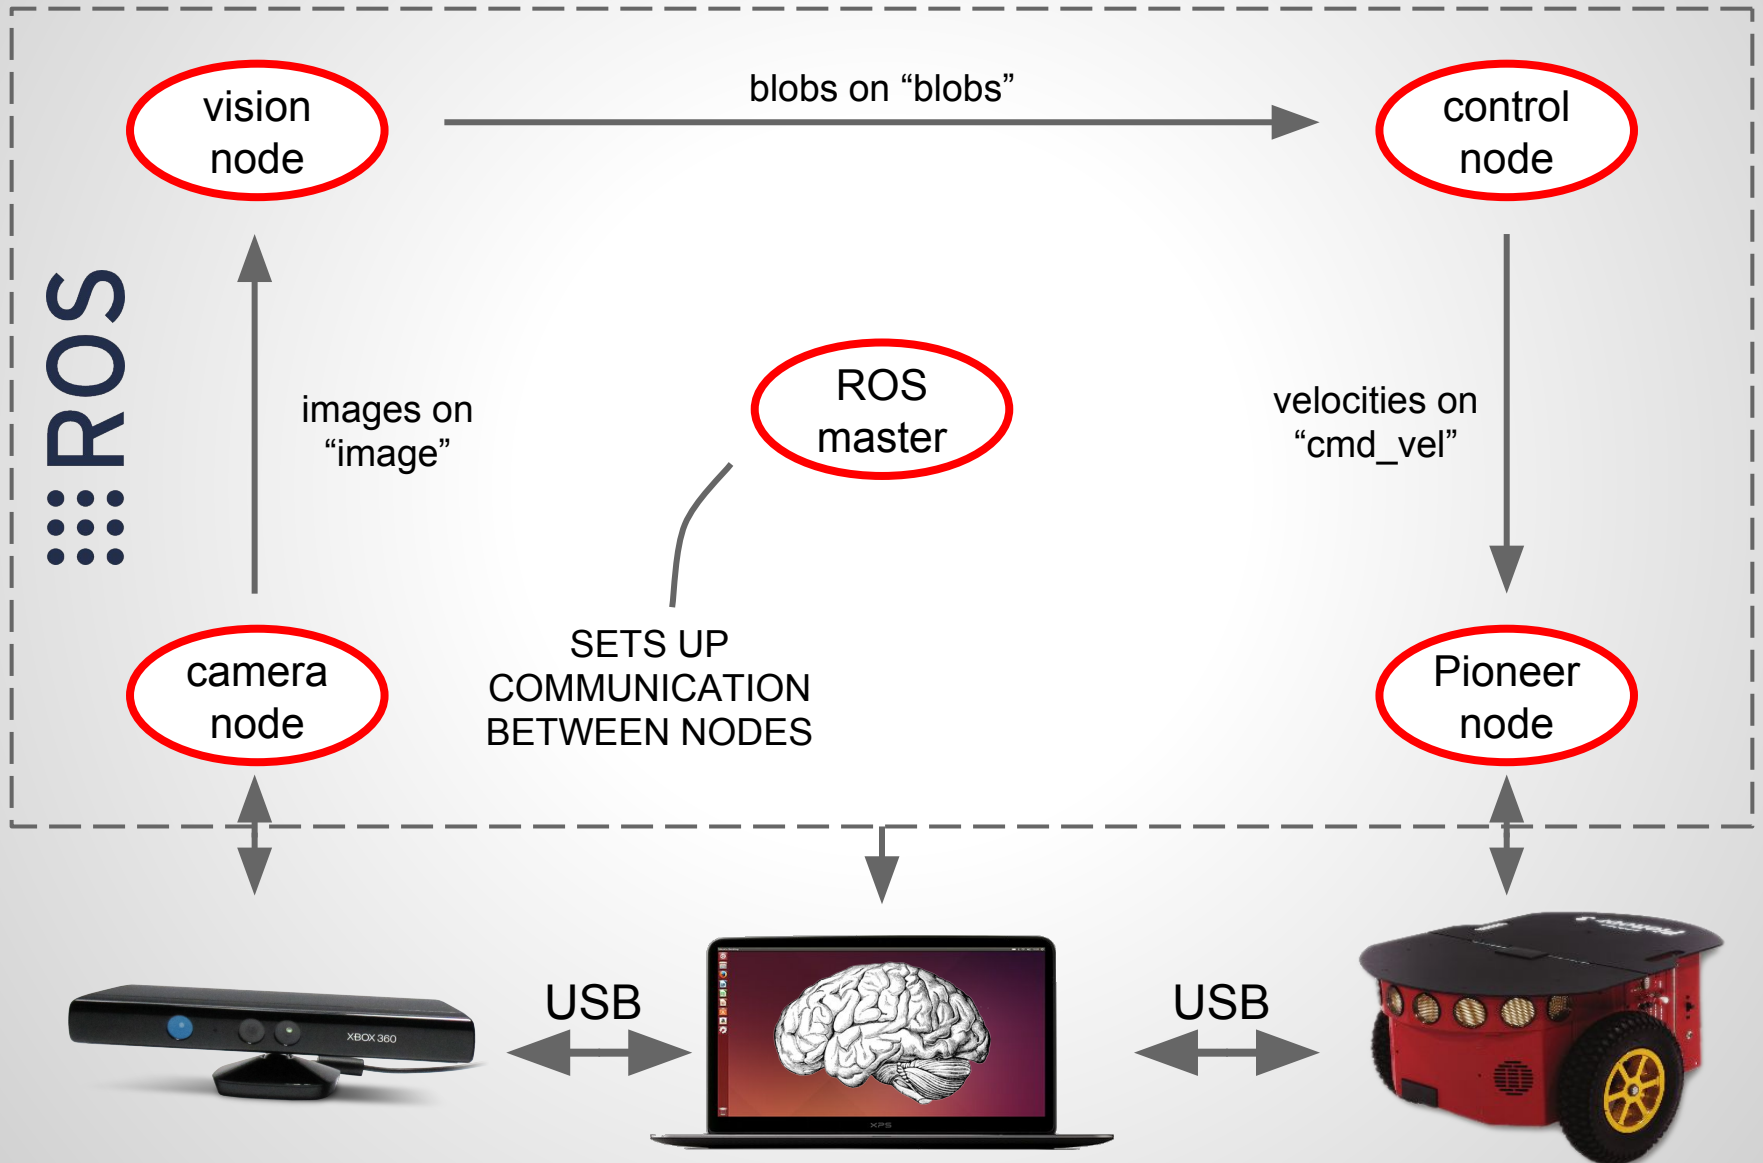 vision
node
blobs on “blobs”
control
node
ROS
images on
“image”
ROS
master
velocities on
“cmd_vel”
SETS UP
COMMUNICATION
BETWEEN NODES
camera
node
Pioneer
node
USB
USB
XBOX 360
XPS